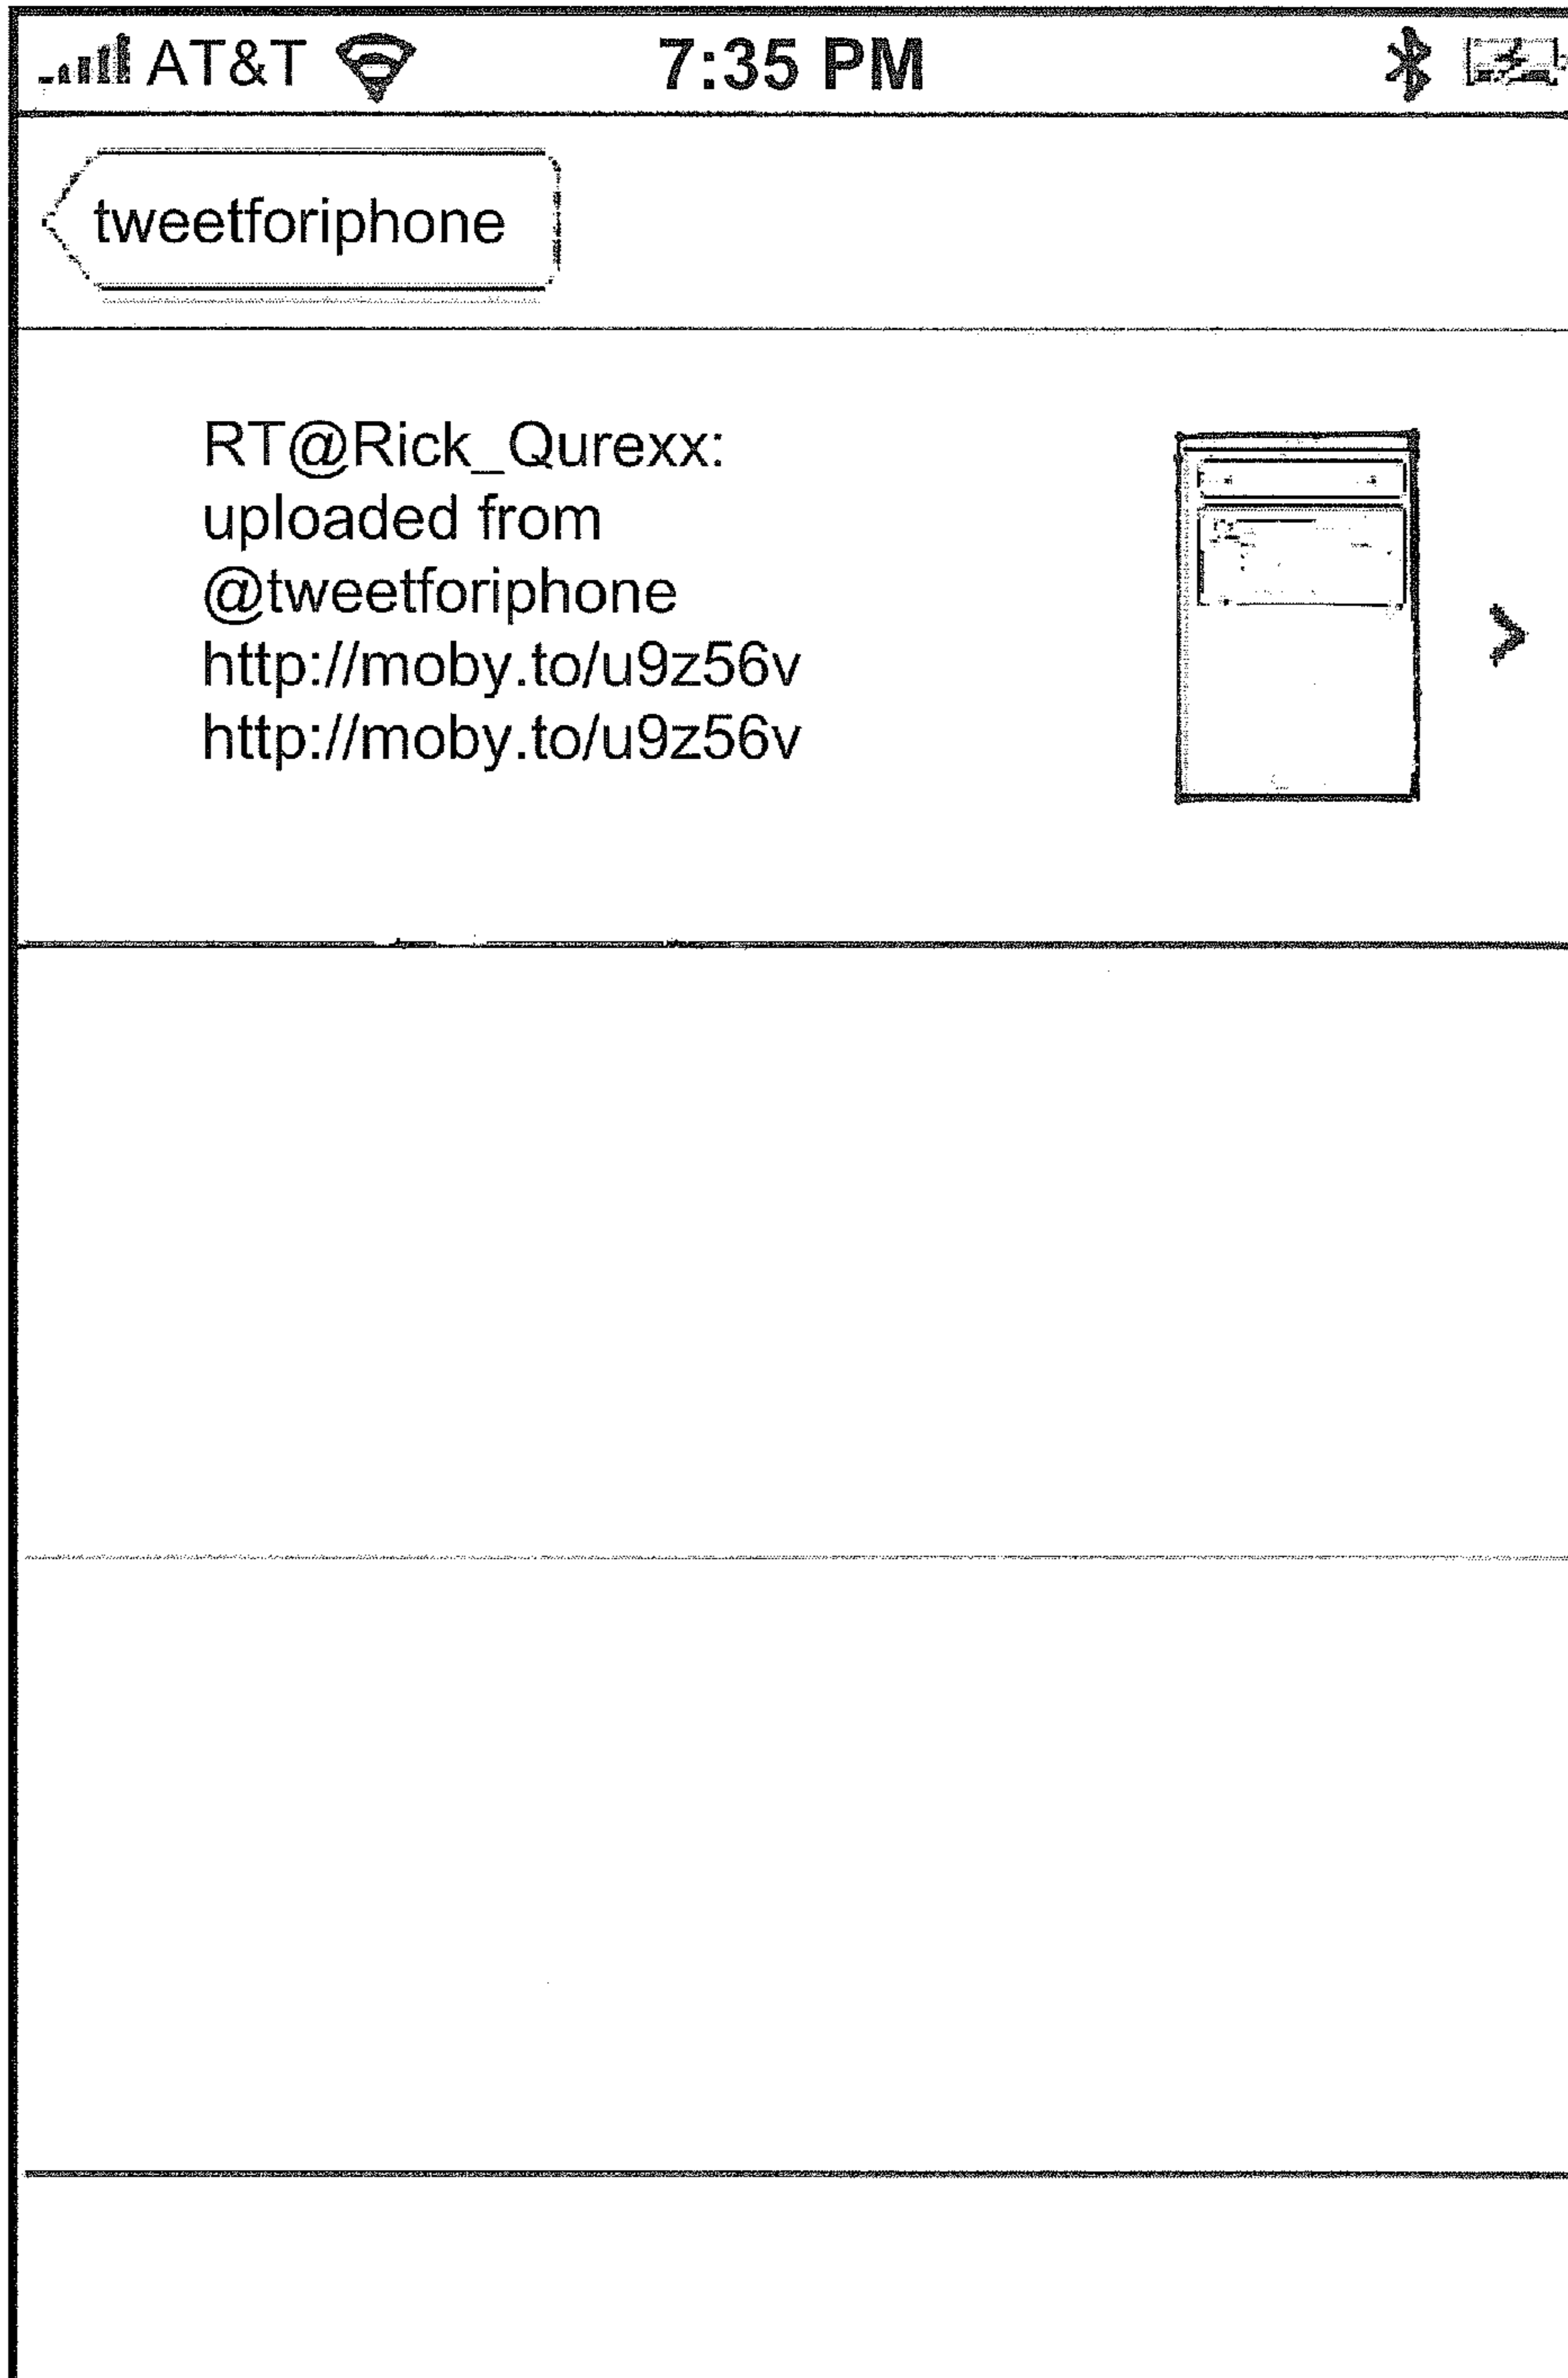 AT&T 7:35 PM
tweetforiphone
RT@Rick_Qurexx:
uploaded from
@tweetforiphone
http://moby.to/u9z56v
http://moby.to/u9z56v